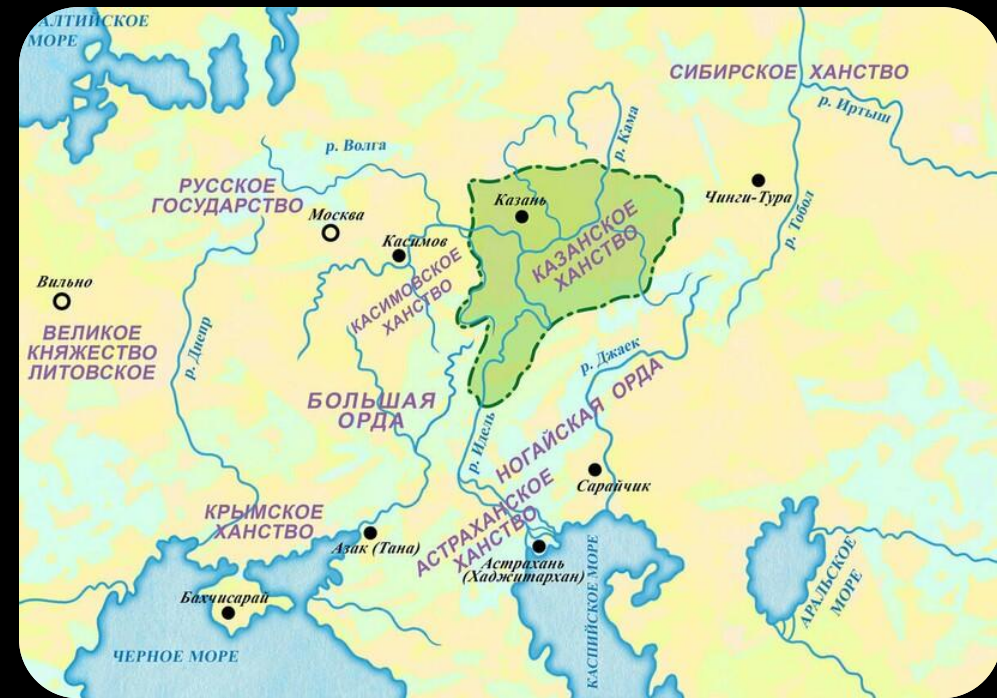 АЛТИЙСКОЕ
МОРЕ
СИБИРСКОЕ ХАНСТВО
р. Иртыш
р. Кама
р. Волга
РУССКОЕ
ГОСУДАРСТВО
Москва
Казань
Чинги-Тура
р. Тобол
Касимов
КАЗАНСКОЕ
ХАНСТВО
КАСИМОВСКОЕ
ХАНСТВО
Вильно
ВЕЛИКОЕ
КНЯЖЕСТВО
ЛИТОВСКОЕ
р. Днепр
р. Джаек
БОЛЬШАЯ
ОРДА
р. Идель
НОГАЙСКАЯ ОРДА
Сарайчик
КРЫМСКОЕ
ХАНСТВО
Азак (Тана)
АСТРАХАНСКОЕ
ХАНСТВО
Астрахань
(Хаджитархан)
КАСПИЙСКОЕ МОРЕ
АРАЛЬСКОЕ
МОРЕ
Бахчисарай
ЧЕРНОЕ МОРЕ